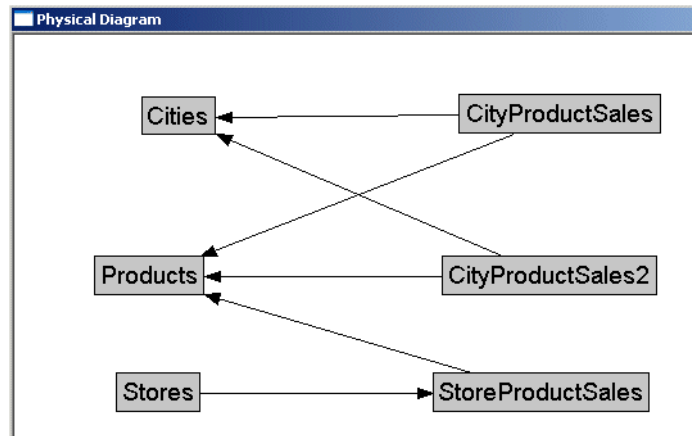 Physical Diagram
Cities
CityProductSales
Products
CityProductSales2
Stores
StoreProductSales